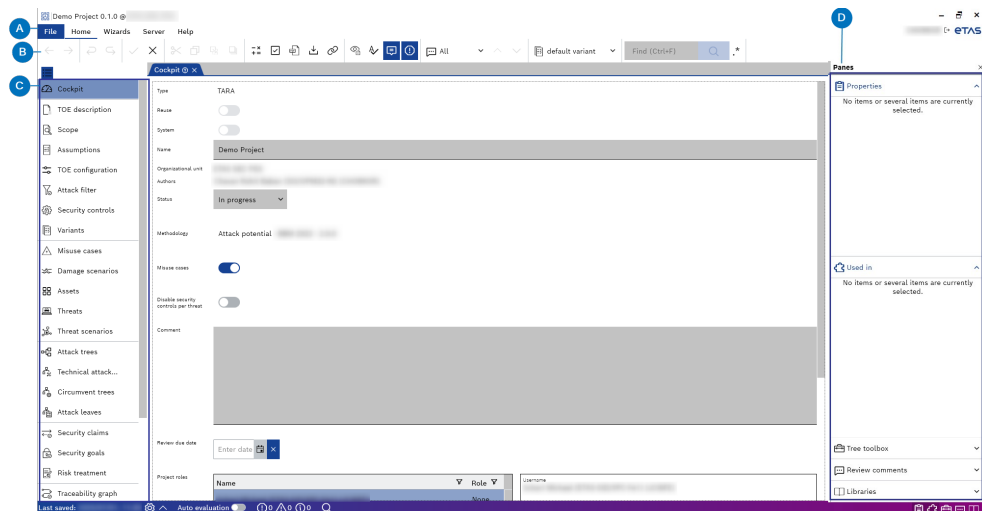 Demo Project 0.1.0 @
A
File Home Wizards Server Help
D
ETAS
B
All
default variant
Find (Ctrl+F)
.*
Cockpit
Panes
C
Cockpit
TOE description
Scope
Assumptions
TOE configuration
Attack filter
Security controls
Variants
Misuse cases
Damage scenarios
Assets
Threats
Threat scenarios
Attack trees
Technical attack...
Circumvent trees
Attack leaves
Security claims
Security goals
Risk treatment
Traceability graph
Type TARA
Reuse
System
Name Demo Project
Organizational unit
Authors
Status In progress
Methodology Attack potential
Misuse cases
Disable security
controls per threat
Comment
Review due date Enter date
Project roles
Name Role
None
Username
Properties
No items or several items are currently
selected.
Used in
No items or several items are currently
selected.
Tree toolbox
Review comments
Libraries
Last saved:
Auto evaluation
0 0 0